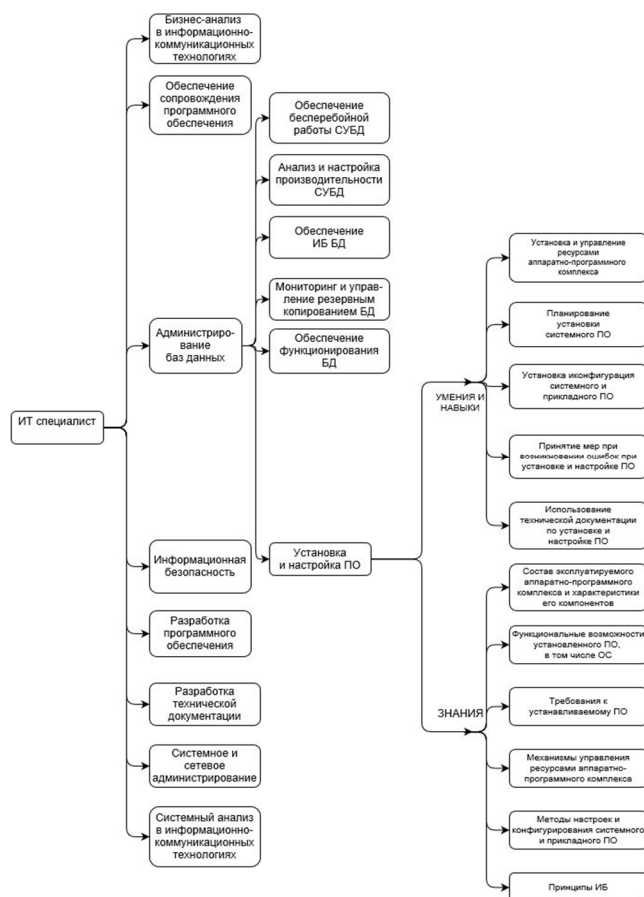 Бизнес-анализ
в информационно-
коммуникационных
технологиях
Обеспечение
сопровождения
программного
обеспечения
Администриро-
вание
баз данных
ИТ специалист
Информационная
безопасность
Разработка
программного
обеспечения
Разработка
технической
документации
Системное и
сетевое
администрирование
Системный анализ
в информационно-
коммуникационных
технологиях
Обеспечение
бесперебойной
работы СУБД
Анализ и настройка
производительности
СУБД
Обеспечение
ИБ БД
Мониторинг и управ-
ление резервным
копированием БД
Обеспечение
функционирования
БД
Установка
и настройка ПО
УМЕНИЯ И
НАВЫКИ
Установка и управление
ресурсами
аппаратно-программного
комплекса
Планирование
установки
системного ПО
Установка иконфигурация
системного и
прикладного ПО
Принятие мер при
возникновении ошибок при
установке и настройке ПО
Использование
технической документации
по установке и
настройке ПО
ЗНАНИЯ
Состав эксплуатируемого
аппаратно-программного
комплекса и характеристики
его компонентов
Функциональные возможности
установленного ПО,
в том числе ОС
Требования к
устанавливаемому ПО
Механизмы управления
ресурсами аппаратно-
программного комплекса
Методы настроек и
конфигурирования системного
и прикладного ПО
Принципы ИБ